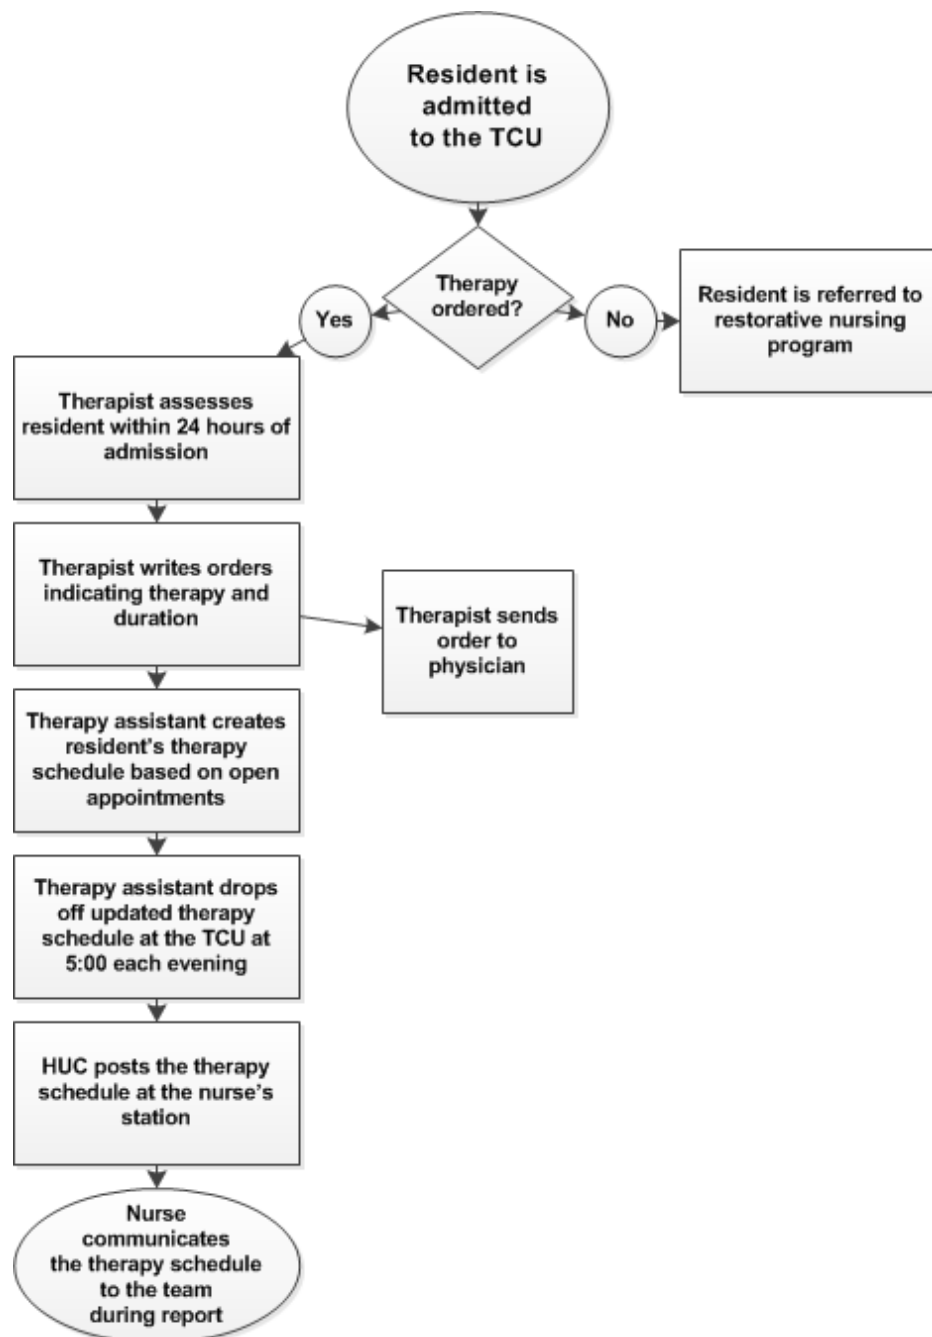 Resident is
admitted
to the TCU
Therapy
ordered?
Yes
No
Resident is referred to
restorative nursing
program
Therapist assesses
resident within 24 hours of
admission
Therapist writes orders
indicating therapy and
duration
Therapist sends
order to
physician
Therapy assistant creates
resident's therapy
schedule based on open
appointments
Therapy assistant drops
off updated therapy
schedule at the TCU at
5:00 each evening
HUC posts the therapy
schedule at the nurse's
station
Nurse
communicates
the therapy schedule
to the team
during report